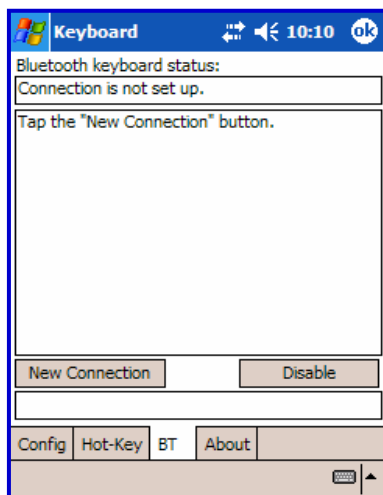 Keyboard 10:10 ok
Bluetooth keyboard status:
Connection is not set up.
Tap the "New Connection" button.
New Connection Disable
Config Hot-Key BT About